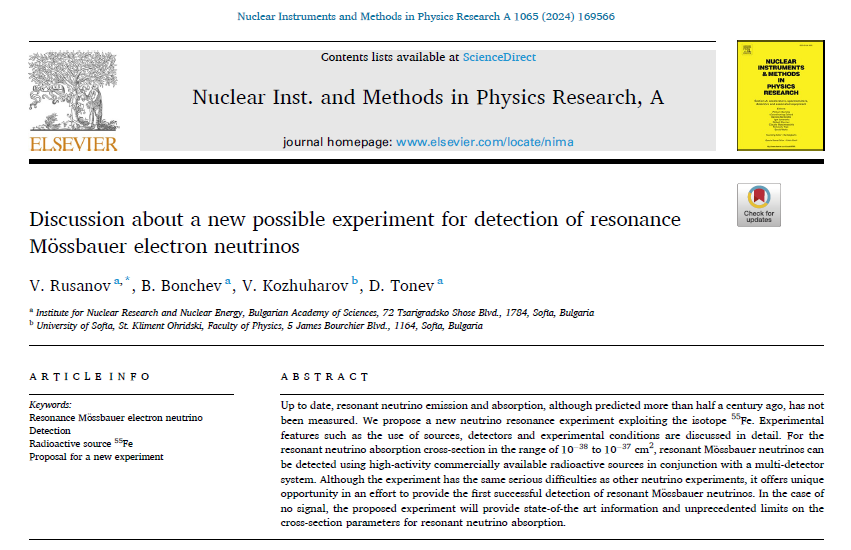 Nuclear Instruments and Methods in Physics Research A 1065 (2024) 169566
Contents lists available at ScienceDirect
Nuclear Inst. and Methods in Physics Research, A
journal homepage: www.elsevier.com/locate/nima
ELSEVIER
NUCLEAR
INSTRUMENTS
& METHODS
IN
PHYSICS
RESEARCH
Check for
updates
Discussion about a new possible experiment for detection of resonance
Mössbauer electron neutrinos
V. Rusanov a,*, B. Bonchev a, V. Kozhuharov b, D. Tonev a
a Institute for Nuclear Research and Nuclear Energy, Bulgarian Academy of Sciences, 72 Tsarigradsko Shose Blvd., 1784, Sofia, Bulgaria
b University of Sofia, St. Kliment Ohridski, Faculty of Physics, 5 James Bourchier Blvd., 1164, Sofia, Bulgaria
ARTICLE INFO
Keywords:
Resonance Mössbauer electron neutrino
Detection
Radioactive source ⁵⁵Fe
Proposal for a new experiment
ABSTRACT
Up to date, resonant neutrino emission and absorption, although predicted more than half a century ago, has not
been measured. We propose a new neutrino resonance experiment exploiting the isotope ⁵⁵Fe. Experimental
features such as the use of sources, detectors and experimental conditions are discussed in detail. For the
resonant neutrino absorption cross-section in the range of 10⁻³⁸ to 10⁻³⁷ cm², resonant Mössbauer neutrinos can
be detected using high-activity commercially available radioactive sources in conjunction with a multi-detector
system. Although the experiment has the same serious difficulties as other neutrino experiments, it offers unique
opportunity in an effort to provide the first successful detection of resonant Mössbauer neutrinos. In the case of
no signal, the proposed experiment will provide state-of-the art information and unprecedented limits on the
cross-section parameters for resonant neutrino absorption.